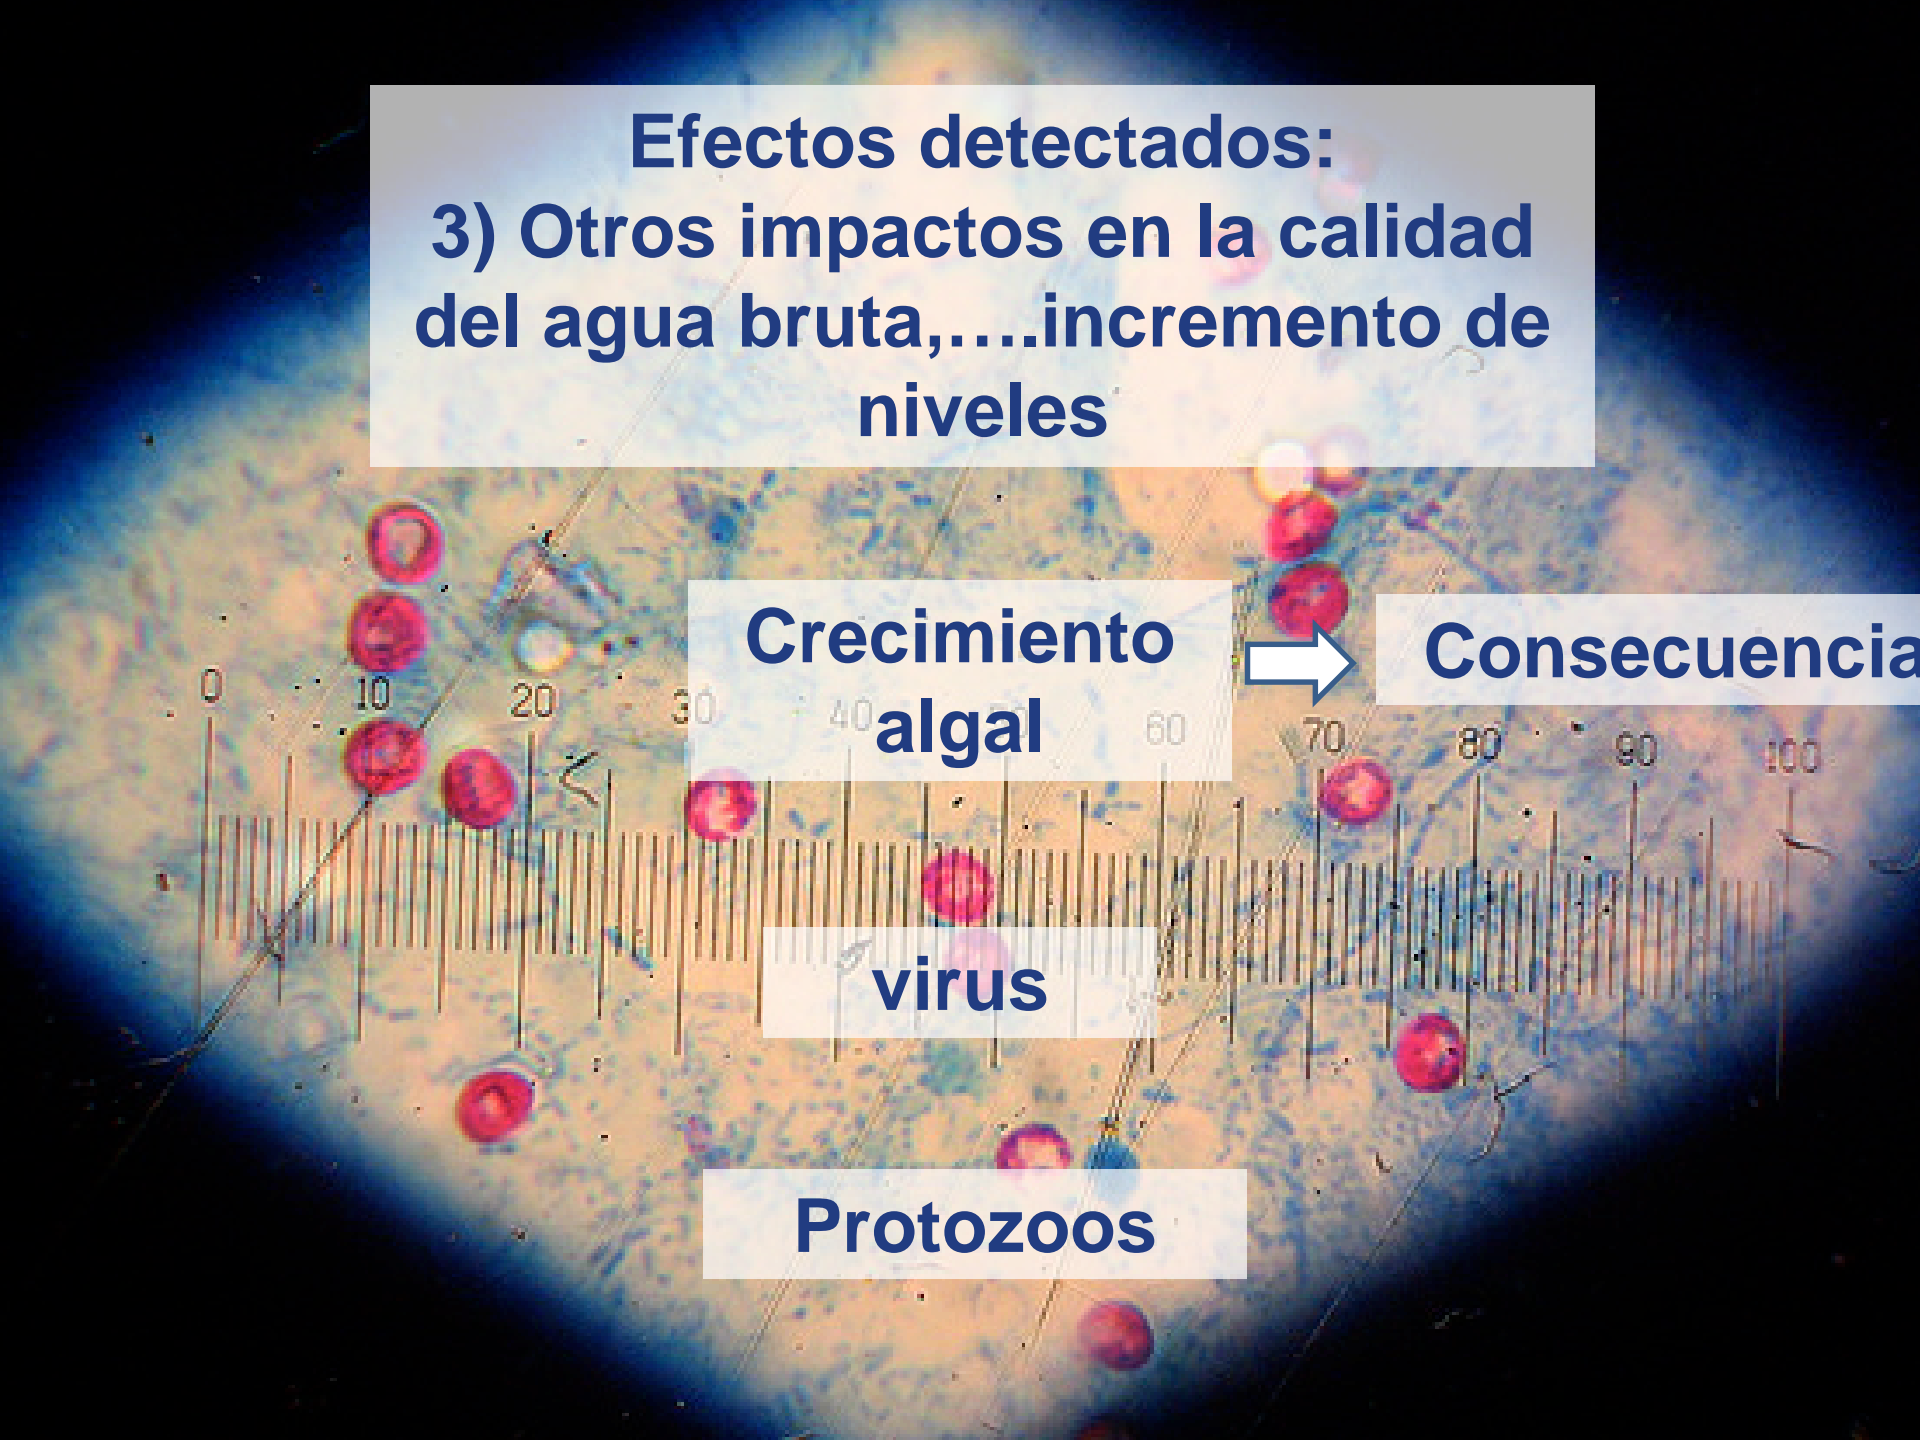 Efectos detectados:
3) Otros impactos en la calidad
del agua bruta,….incremento de
niveles
Crecimiento
algal
Consecuencia
0 10 20 30 40 50 60 70 80 90 100
virus
Protozoos